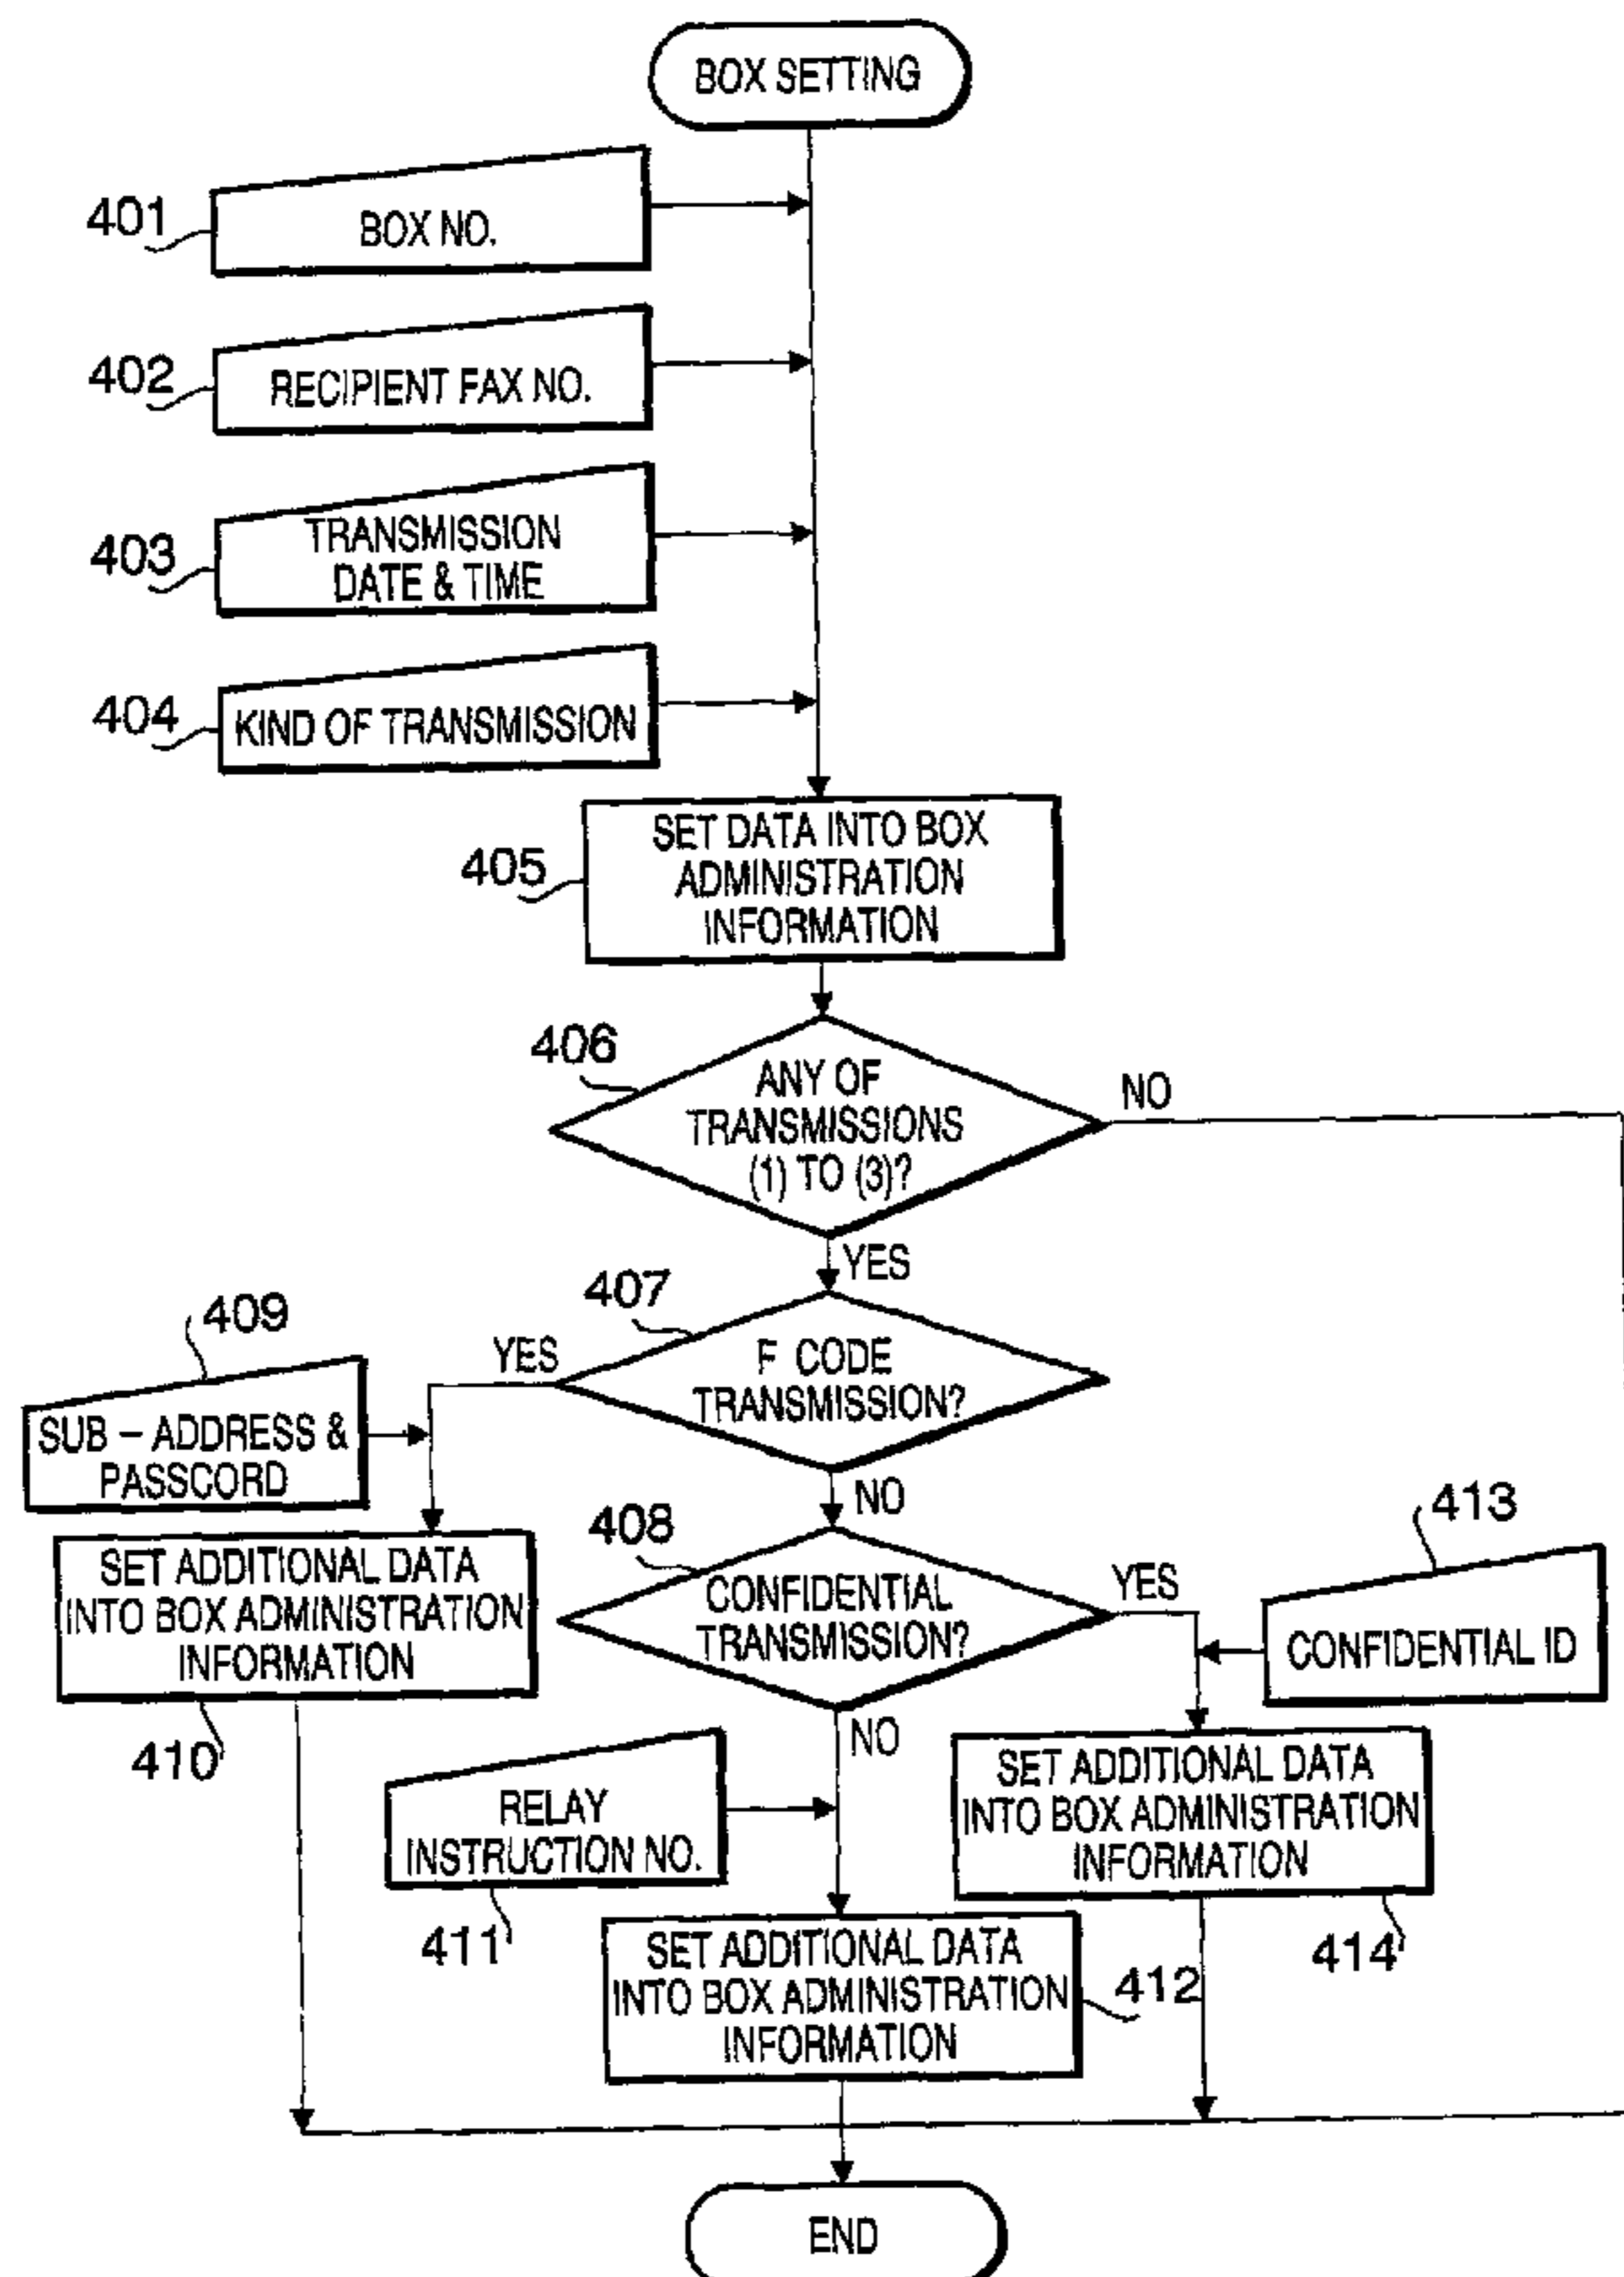 BOX SETTING
401
BOX NO.
402
RECIPIENT FAX NO.
403
TRANSMISSION
DATE & TIME
404
KIND OF TRANSMISSION
405
SET DATA INTO BOX
ADMINISTRATION
INFORMATION
406
ANY OF
TRANSMISSIONS
(1) TO (3)?
NO
YES
407
F CODE
TRANSMISSION?
YES
409
SUB – ADDRESS &
PASSCORD
NO
410
SET ADDITIONAL DATA
INTO BOX ADMINISTRATION
INFORMATION
408
CONFIDENTIAL
TRANSMISSION?
YES
413
CONFIDENTIAL ID
NO
411
RELAY
INSTRUCTION NO.
SET ADDITIONAL DATA
INTO BOX ADMINISTRATION
INFORMATION
414
SET ADDITIONAL DATA
INTO BOX ADMINISTRATION
INFORMATION
412
END